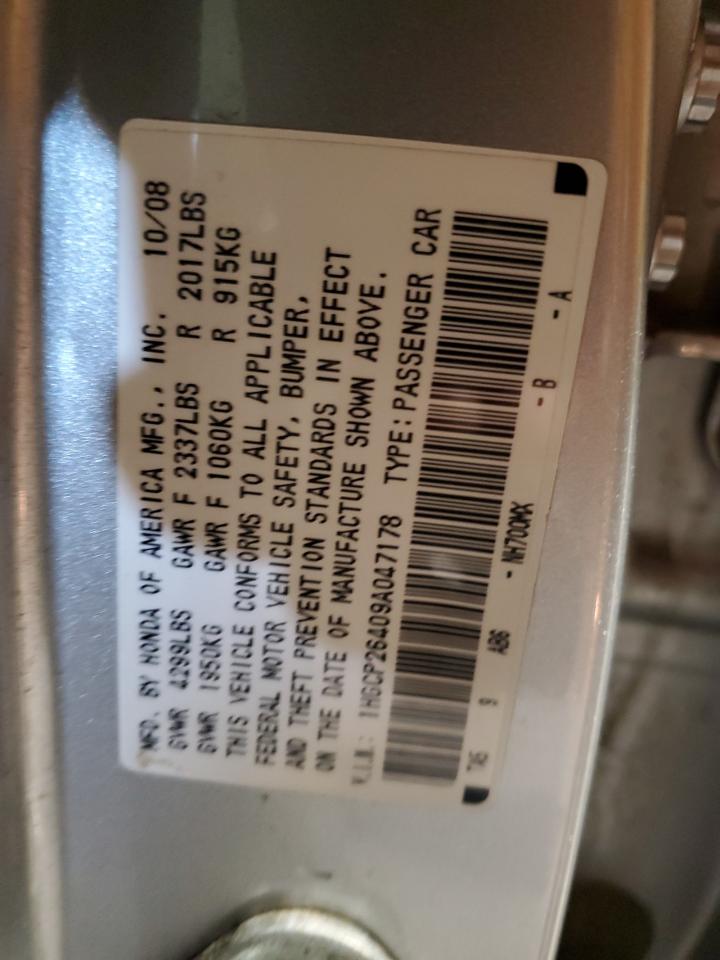 MFD. BY HONDA OF AMERICA MFG., INC. 10/08
GVWR 4299LBS GAWR F 2337LBS R 2017LBS
GVWR 1950KG GAWR F 1060KG R 915KG
THIS VEHICLE CONFORMS TO ALL APPLICABLE
FEDERAL MOTOR VEHICLE SAFETY, BUMPER,
AND THEFT PREVENTION STANDARDS IN EFFECT
ON THE DATE OF MANUFACTURE SHOWN ABOVE.
V.I.N.: 1HGCP26409A047178 TYPE:PASSENGER CAR
TA5 9 AB6 -NH700MX -B -A